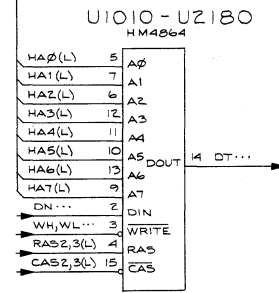 U1010-U2180
HM4864
HAØ(L) 5 AØ
HA1(L) 7 A1
HA2(L) 6 A2
HA3(L) 12 A3
HA4(L) 11 A4
HA5(L) 10 A5 DOUT 14 DT···
HA6(L) 13 A6
HA7(L) 9 A7
DN··· 2 DIN
WH,WL··· 3 WRITE
RAS2,3(L) 4 RAS
CAS2,3(L) 15 CAS